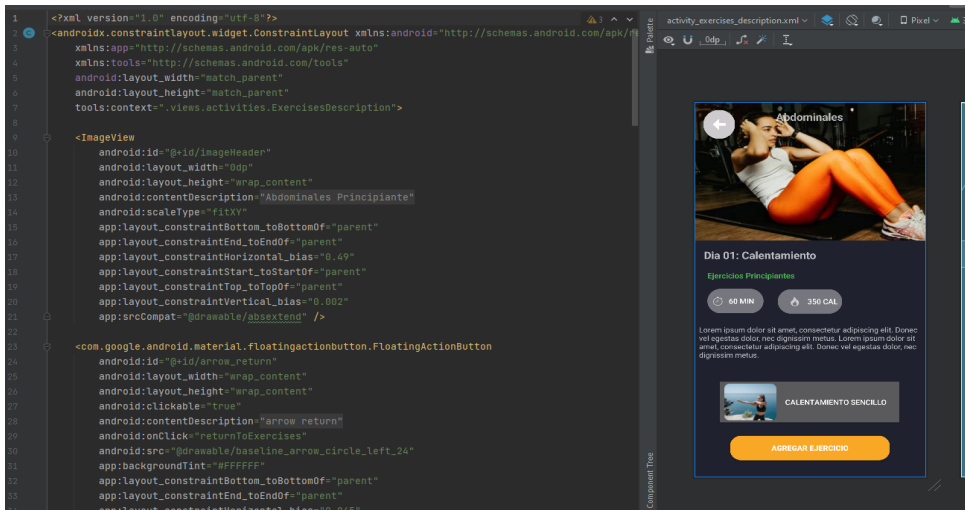 1 <?xml version="1.0" encoding="utf-8"?>
3
2 <androidx.constraintlayout.widget.ConstraintLayout xmlns:android="http://schemas.android.com/apk/
3 xmlns:app="http://schemas.android.com/apk/res-auto"
4 xmlns:tools="http://schemas.android.com/tools"
5 android:layout_width="match_parent"
6 android:layout_height="match_parent"
7 tools:context=".views.activities.ExercisesDescription">
8
9 <ImageView
10 android:id="@+id/imageHeader"
11 android:layout_width="0dp"
12 android:layout_height="wrap_content"
13 android:contentDescription="Abdominales Principiante"
14 android:scaleType="fitXY"
15 app:layout_constraintBottom_toBottomOf="parent"
16 app:layout_constraintEnd_toEndOf="parent"
17 app:layout_constraintHorizontal_bias="0.49"
18 app:layout_constraintStart_toStartOf="parent"
19 app:layout_constraintTop_toTopOf="parent"
20 app:layout_constraintVertical_bias="0.002"
21 app:srcCompat="@drawable/absextend" />
22
23 <com.google.android.material.floatingactionbutton.FloatingActionButton
24 android:id="@+id/arrow_return"
25 android:layout_width="wrap_content"
26 android:layout_height="wrap_content"
27 android:clickable="true"
28 android:contentDescription="arrow return"
29 android:onClick="returnToExercises"
30 android:src="@drawable/baseline_arrow_circle_left_24"
31 app:backgroundTint="#FFFFFF"
32 app:layout_constraintBottom_toBottomOf="parent"
33 app:layout_constraintEnd_toEndOf="parent"
Palette
Component Tree
activity_exercises_description.xml
Pixel
0dp
Abdominales
Dia 01: Calentamiento
Ejercicios Principiantes
60 MIN
350 CAL
Lorem ipsum dolor sit amet, consectetur adipiscing elit. Donec
vel egestas dolor, nec dignissim metus. Lorem ipsum dolor sit
amet, consectetur adipiscing elit. Donec vel egestas dolor, nec
dignissim metus.
CALENTAMIENTO SENCILLO
AGREGAR EJERCICIO